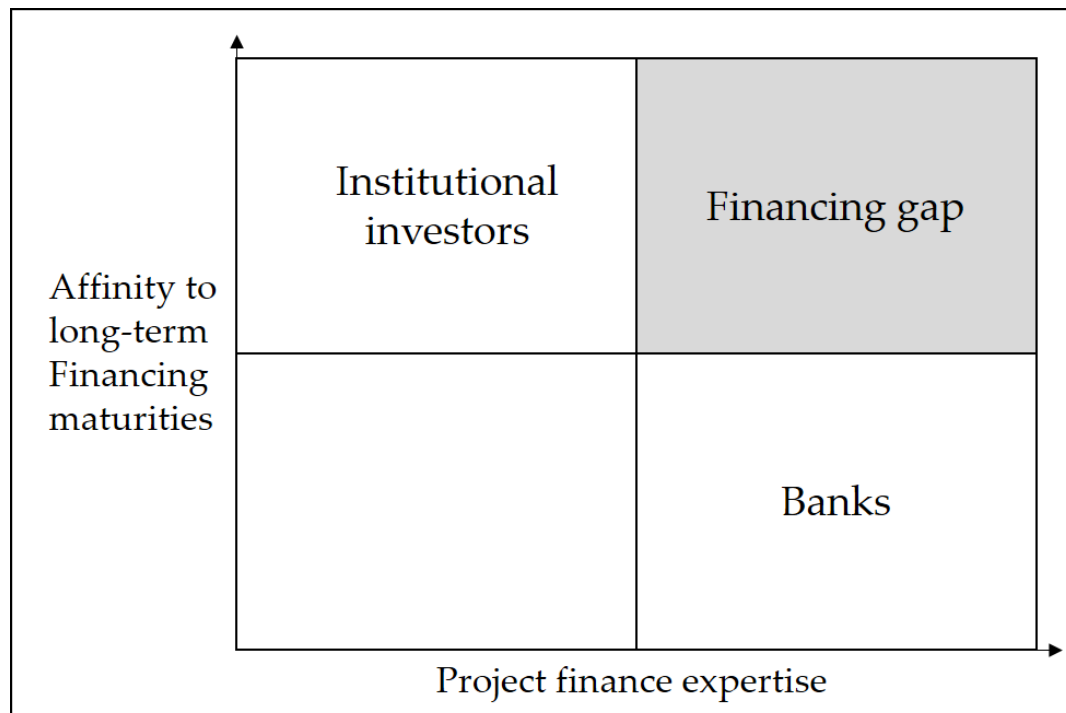 Institutional
investors
Financing gap
Affinity to
long-term
Financing
maturities
Banks
Project finance expertise